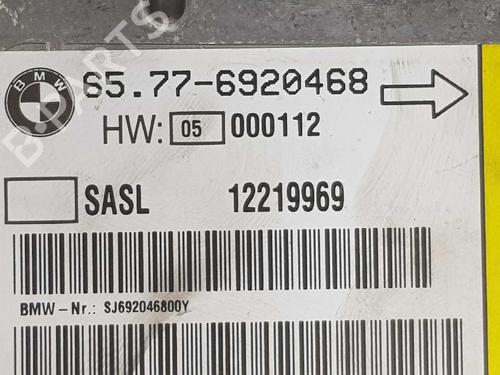 BMW
65.77-6920468
HW: 05 000112
SASL 12219969
BMW-Nr.: SJ692046800Y